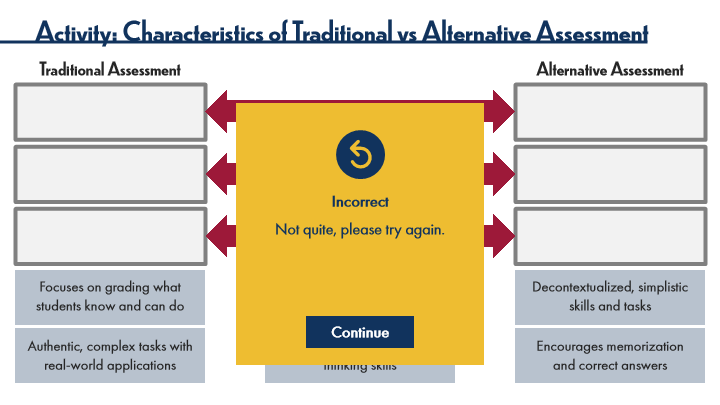 Activity: Characteristics of Traditional vs Alternative Assessment
Traditional Assessment
Alternative Assessment
Incorrect
Not quite, please try again.
Continue
Focuses on grading what
students know and can do
Decontextualized, simplistic
skills and tasks
Authentic, complex tasks with
real-world applications
thinking skills
Encourages memorization
and correct answers